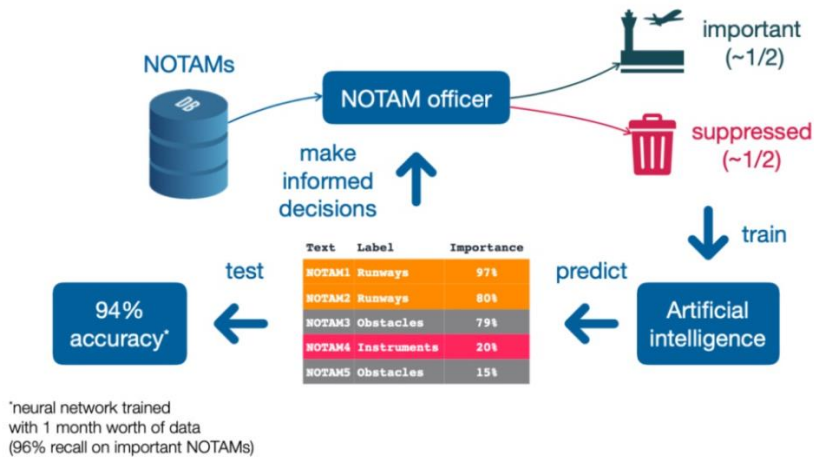 NOTAMs
DB
NOTAM officer
important
(~1/2)
suppressed
(~1/2)
make
informed
decisions
train
Text Label Importance
NOTAM1 Runways 97%
NOTAM2 Runways 80%
NOTAM3 Obstacles 79%
NOTAM4 Instruments 20%
NOTAM5 Obstacles 15%
test
predict
94%
accuracy*
Artificial
intelligence
*neural network trained
with 1 month worth of data
(96% recall on important NOTAMs)